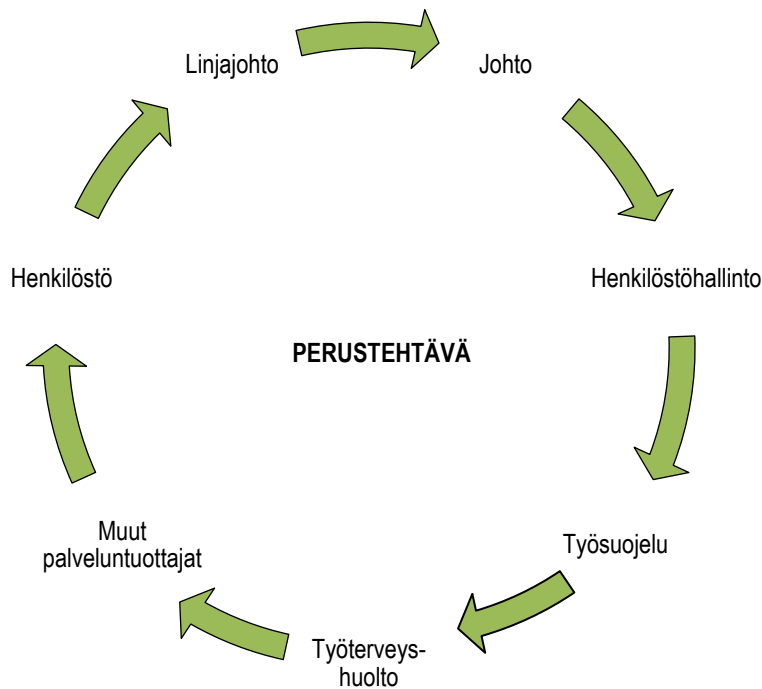 Linjajohto
Johto
Henkilöstö
Henkilöstöhallinto
PERUSTEHTÄVÄ
Muut
palveluntuottajat
Työsuojelu
Työterveys-
huolto